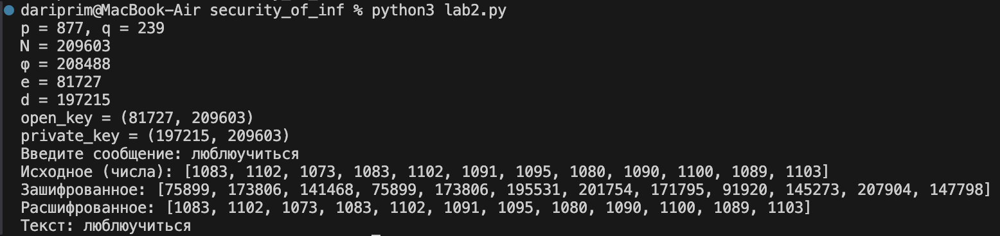 dariprim@MacBook-Air security_of_inf % python3 lab2.py
p = 877, q = 239
N = 209603
φ = 208488
e = 81727
d = 197215
open_key = (81727, 209603)
private_key = (197215, 209603)
Введите сообщение: люблюучиться
Исходное (числа): [1083, 1102, 1073, 1083, 1102, 1091, 1095, 1080, 1090, 1100, 1089, 1103]
Зашифрованное: [75899, 173806, 141468, 75899, 173806, 195531, 201754, 171795, 91920, 145273, 207904, 147798]
Расшифрованное: [1083, 1102, 1073, 1083, 1102, 1091, 1095, 1080, 1090, 1100, 1089, 1103]
Текст: люблюучиться